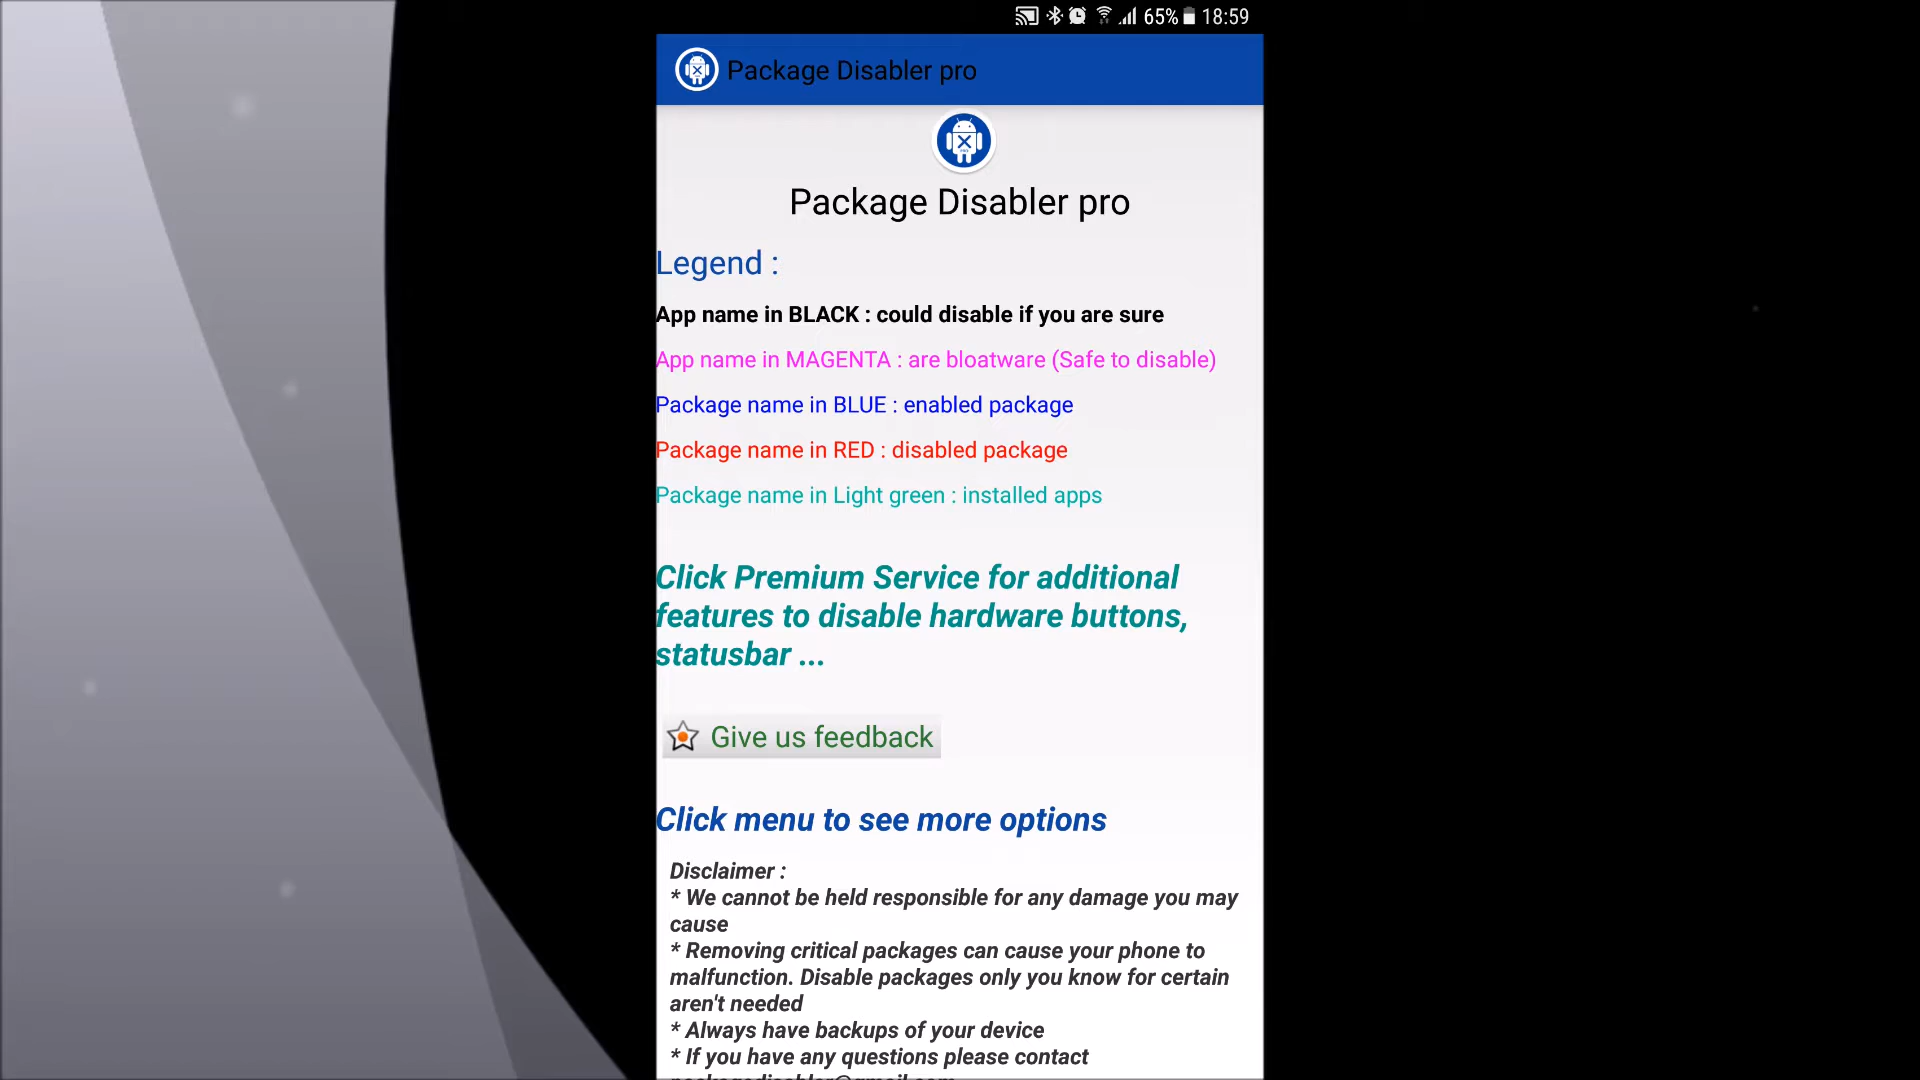 65% 18:59
Package Disabler pro
Package Disabler pro
Legend :
App name in BLACK : could disable if you are sure
App name in MAGENTA : are bloatware (Safe to disable)
Package name in BLUE : enabled package
Package name in RED : disabled package
Package name in Light green : installed apps
Click Premium Service for additional
features to disable hardware buttons,
statusbar ...
Give us feedback
Click menu to see more options
Disclaimer :
* We cannot be held responsible for any damage you may
cause
* Removing critical packages can cause your phone to
malfunction. Disable packages only you know for certain
aren't needed
* Always have backups of your device
* If you have any questions please contact